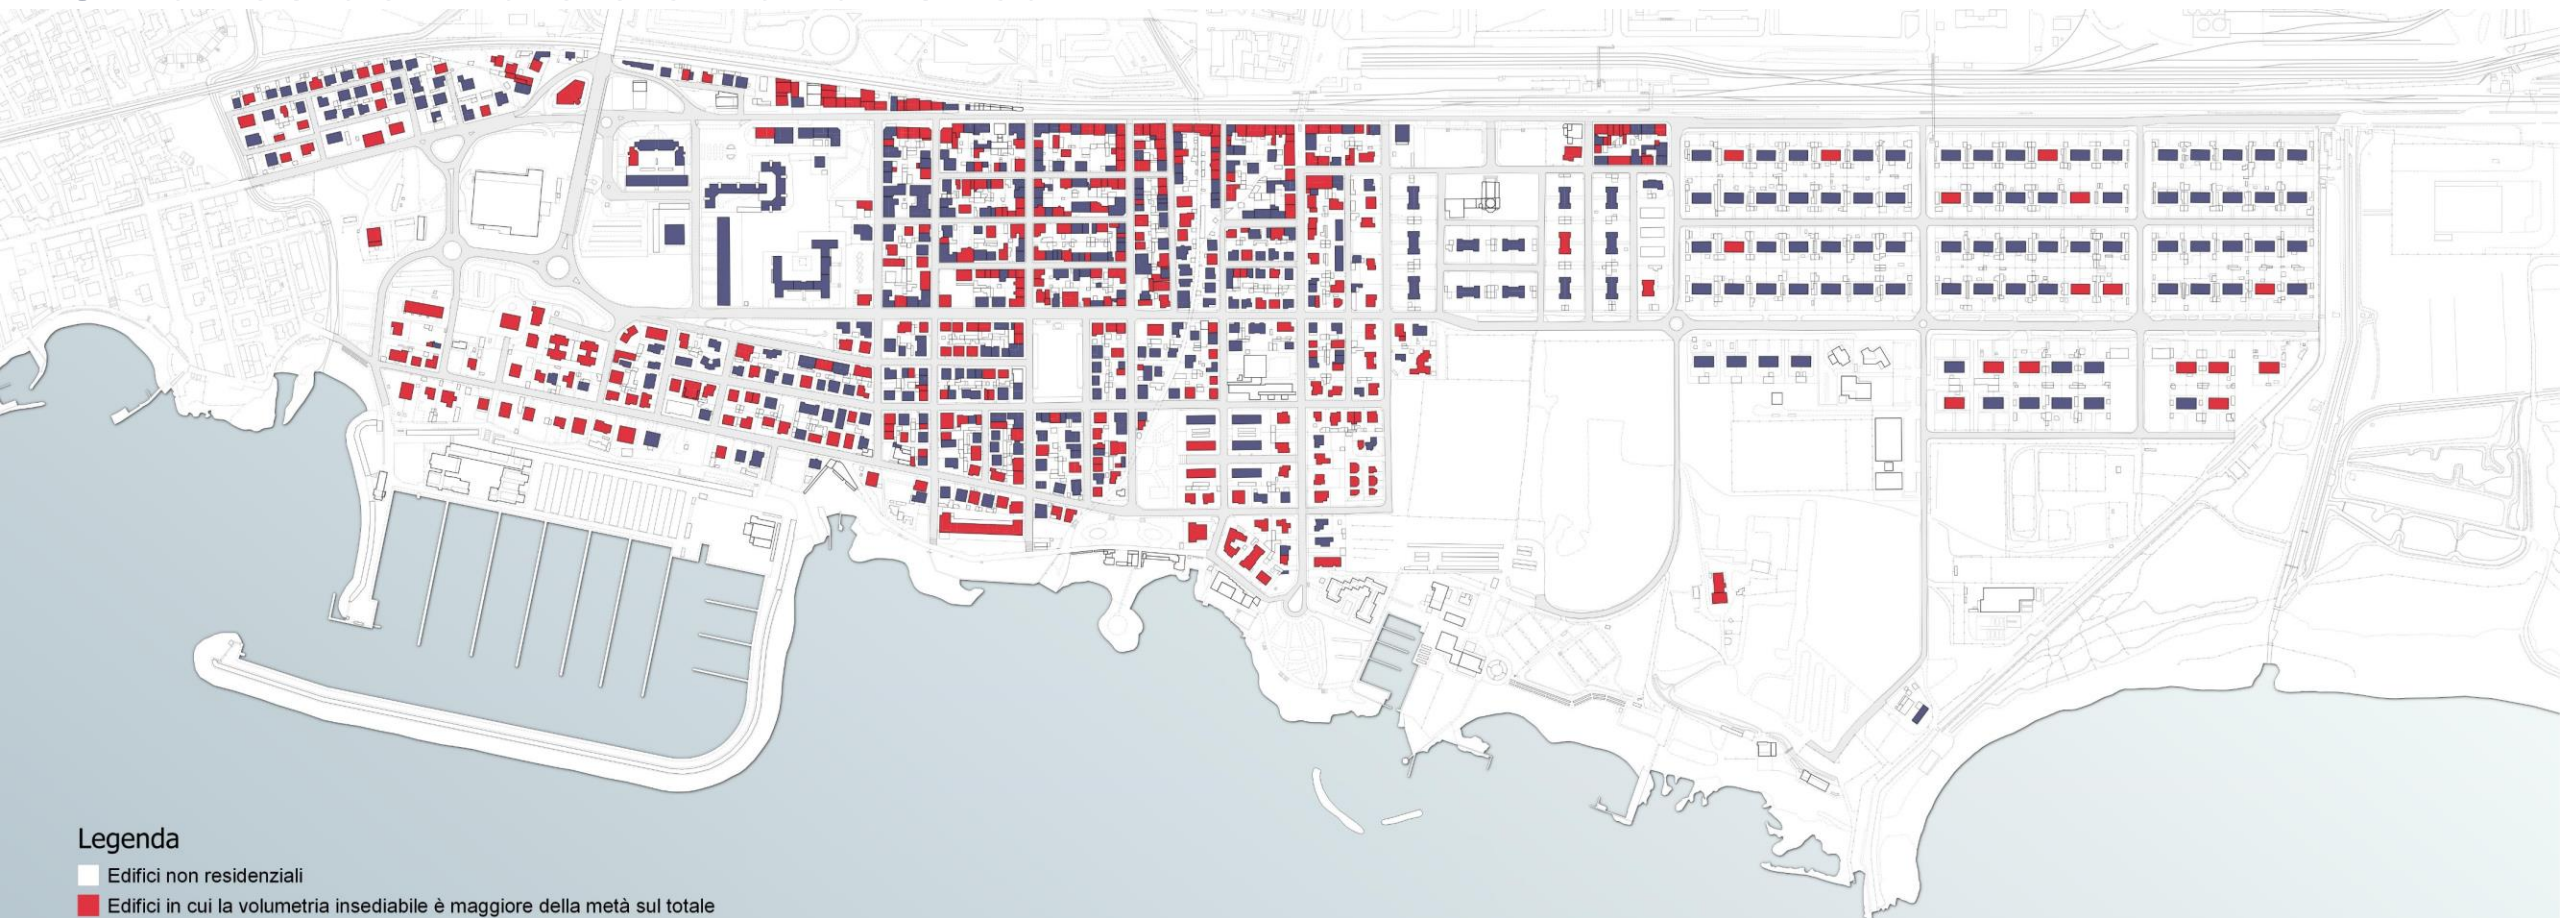 Legenda
Edifici non residenziali
Edifici in cui la volumetria insediabile è maggiore della metà sul totale